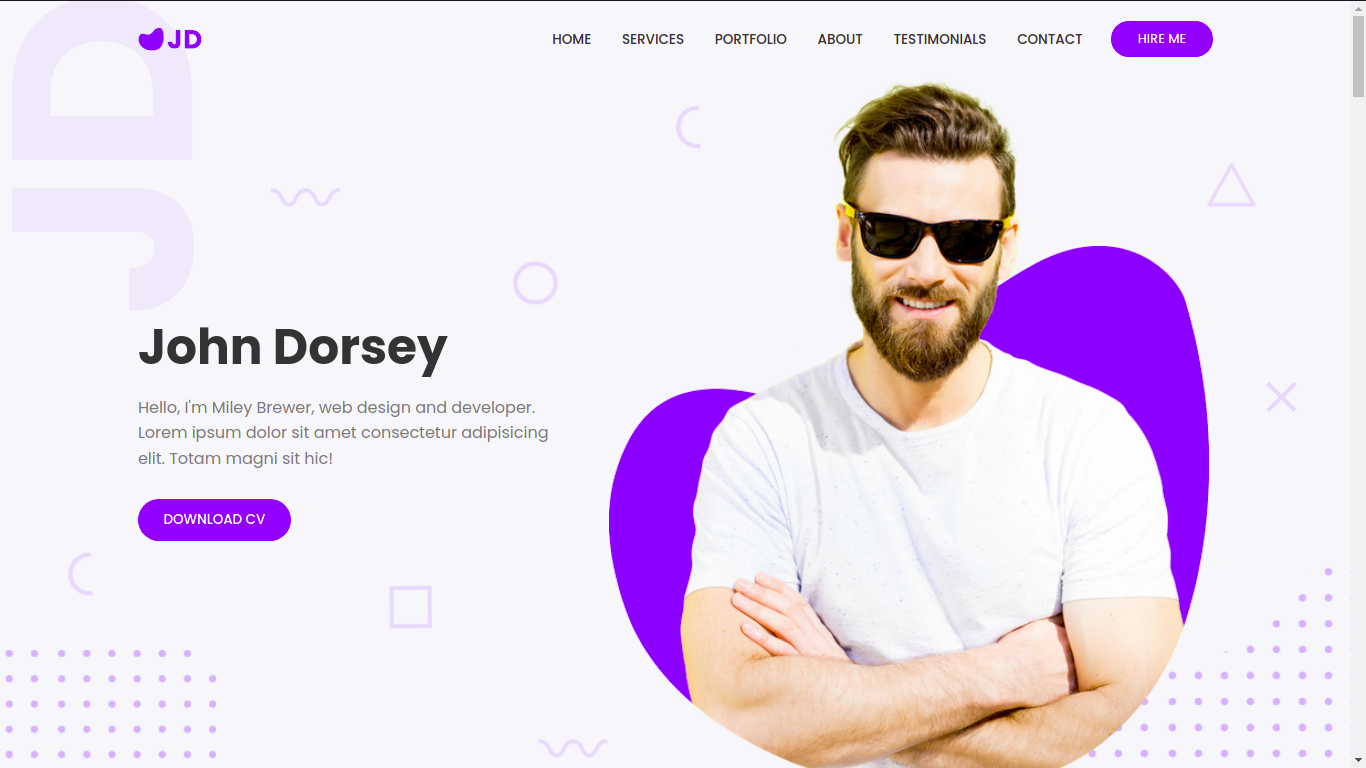 JD
JD
HOME SERVICES PORTFOLIO ABOUT TESTIMONIALS CONTACT HIRE ME
John Dorsey
Hello, I'm Miley Brewer, web design and developer.
Lorem ipsum dolor sit amet consectetur adipisicing
elit. Totam magni sit hic!
DOWNLOAD CV